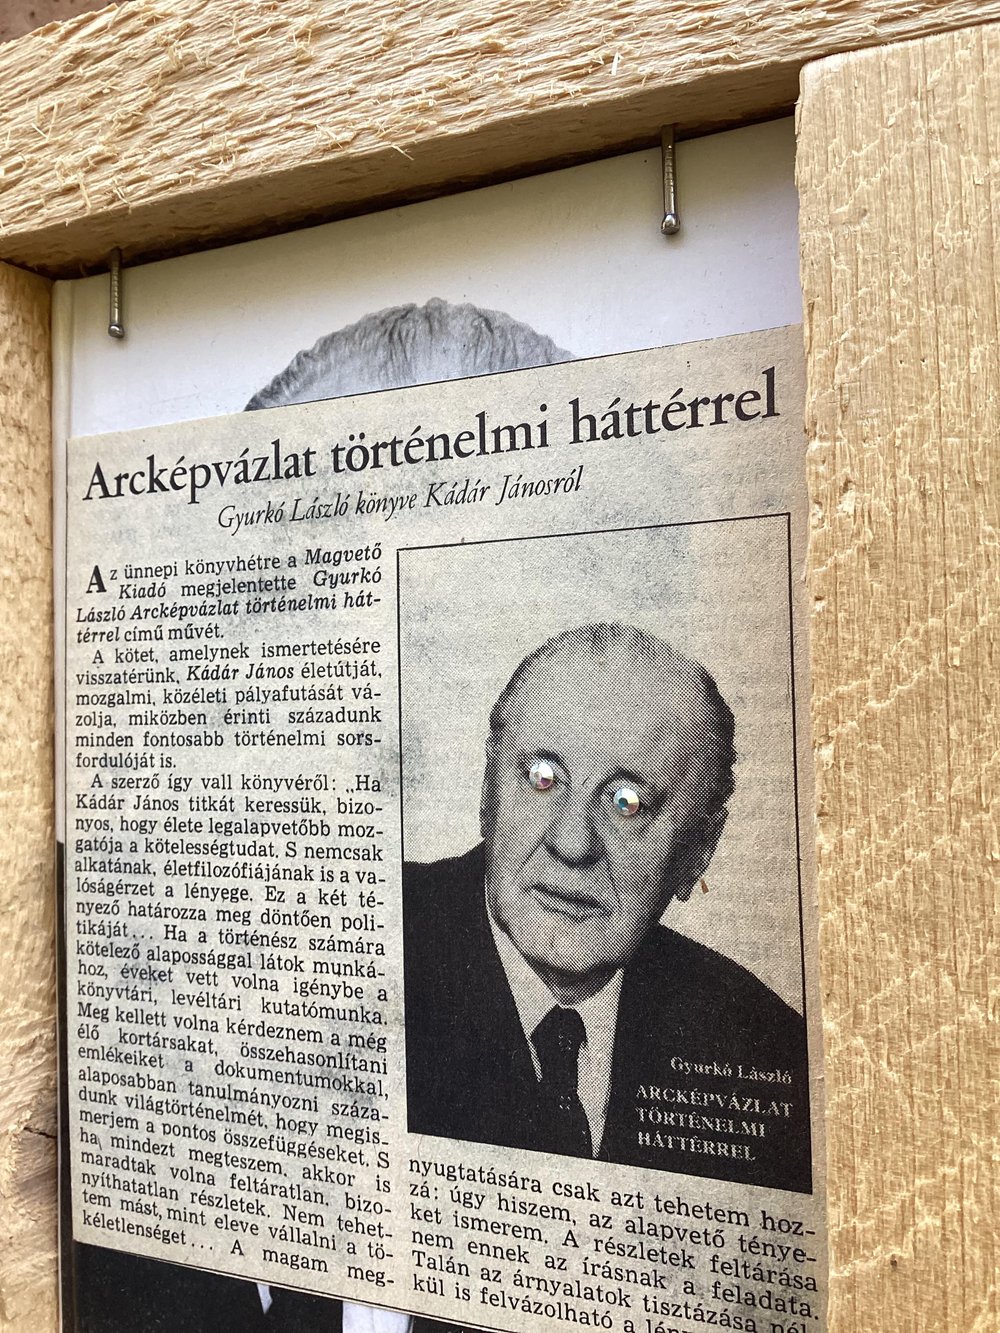 Arcképvázlat történelmi háttérrel
Gyurkó László könyve Kádár Jánosról
Az ünnepi könyvhétre a Magvető
Kiadó megjelentette Gyurkó
László Arcképvázlat történelmi hát-
térrel című művét.
A kötet, amelynek ismertetésére
visszatérünk, Kádár János életútját,
mozgalmi, közéleti pályafutását vá-
zolja, miközben érinti századunk
minden fontosabb történelmi sors-
fordulóját is.
A szerző így vall könyvéről: „Ha
Kádár János titkát keressük, bizo-
nyos, hogy élete legalapvetőbb moz-
gatója a kötelességtudat. S nemcsak
alkatának, életfilozófiájának is a va-
lóságérzet a lényege. Ez a két té-
nyező határozza meg döntően poli-
tikáját... Ha a történész számára
kötelező alapossággal látok munká-
hoz, éveket vett volna igénybe a
könyvtári, levéltári kutatómunka.
Meg kellett volna kérdeznem a még
élő kortársakat, összehasonlítani
emlékeiket a dokumentumokkal,
alaposabban tanulmányozni száza-
dunk világtörténelmét, hogy megis-
merjem a pontos összefüggéseket. S
ha mindezt megteszem, akkor is
maradtak volna feltáratlan, bizo-
nyíthatatlan részletek. Nem tehet-
tem mást, mint eleve vállalni a tö-
kéletlenséget... A magam meg-
Gyurkó László
ARCKÉPVÁZLAT
TÖRTÉNELMI
HÁTTÉRREL
nyugtatására csak azt tehetem hoz-
zá: úgy hiszem, az alapvető ténye-
ket ismerem. A részletek feltárása
nem ennek az írásnak a feladata.
Talán az árnyalatok tisztázása nél-
kül is felvázolható a